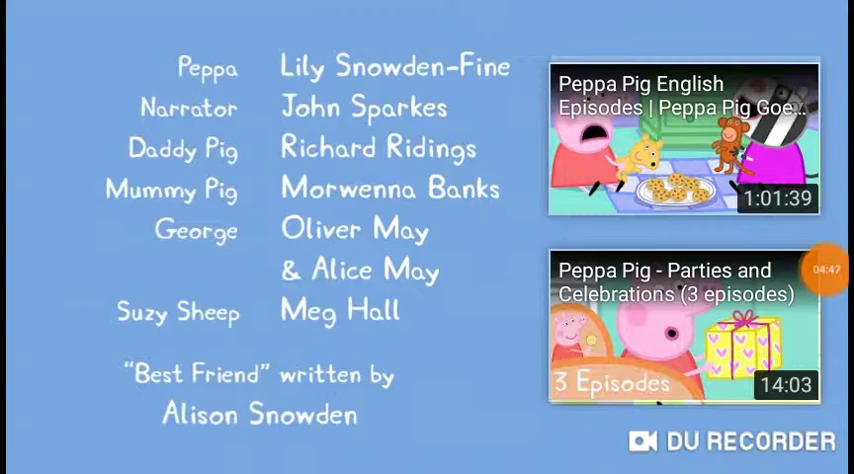 Peppa Lily Snowden-Fine
Narrator John Sparkes
Daddy Pig Richard Ridings
Mummy Pig Morwenna Banks
George Oliver May
& Alice May
Suzy Sheep Meg Hall
"Best Friend" written by
Alison Snowden
Peppa Pig English
Episodes | Peppa Pig Goe...
1:01:39
Peppa Pig - Parties and
Celebrations (3 episodes)
04:47
3 Episodes
14:03
DU RECORDER